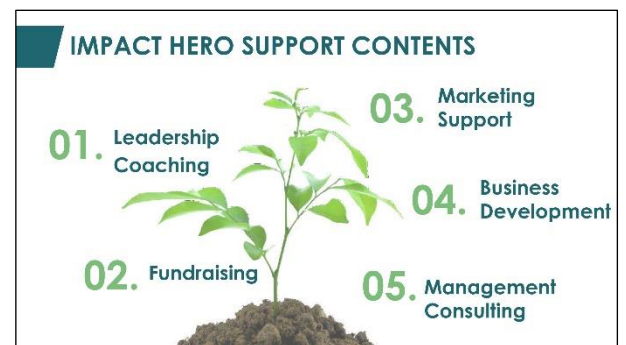 IMPACT HERO SUPPORT CONTENTS
01. Leadership
Coaching
02. Fundraising
03. Marketing
Support
04. Business
Development
05. Management
Consulting